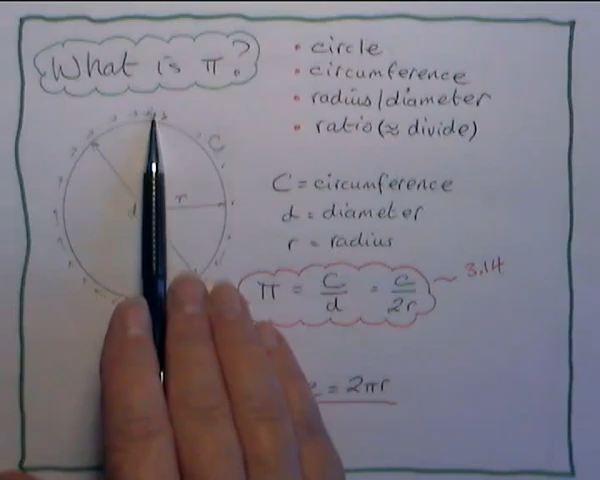 What is π?
• circle
• circumference
• radius/diameter
• ratio (≈ divide)
C
r
d
C = circumference
d = diameter
r = radius
π = C/d = c/2r ~ 3.14
= 2πr